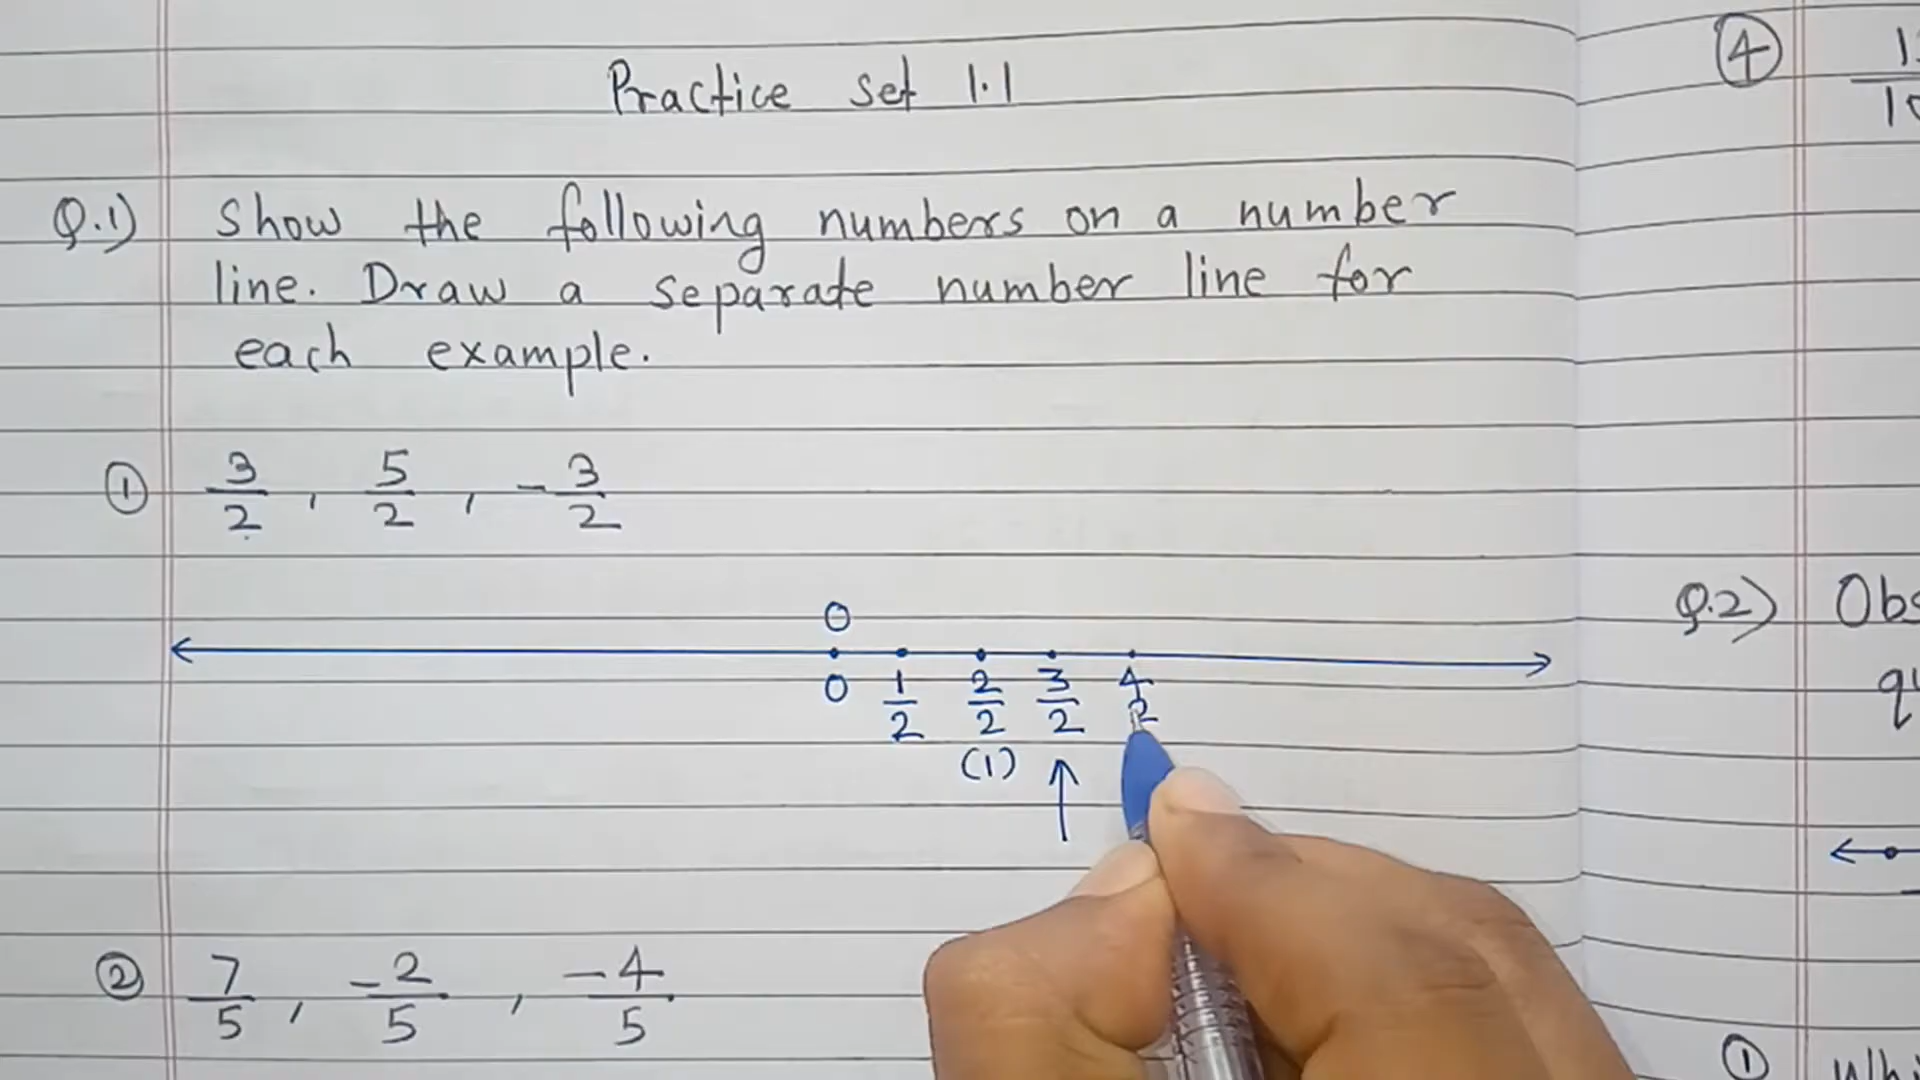 Practice set 1.1
Q.1) Show the following numbers on a number
line. Draw a separate number line for
each example.
① 3/2 , 5/2 , -3/2
0
0 1/2 2/2 3/2 4/2
(1)
② 7/5 , -2/5 , -4/5
④
Q.2)
①